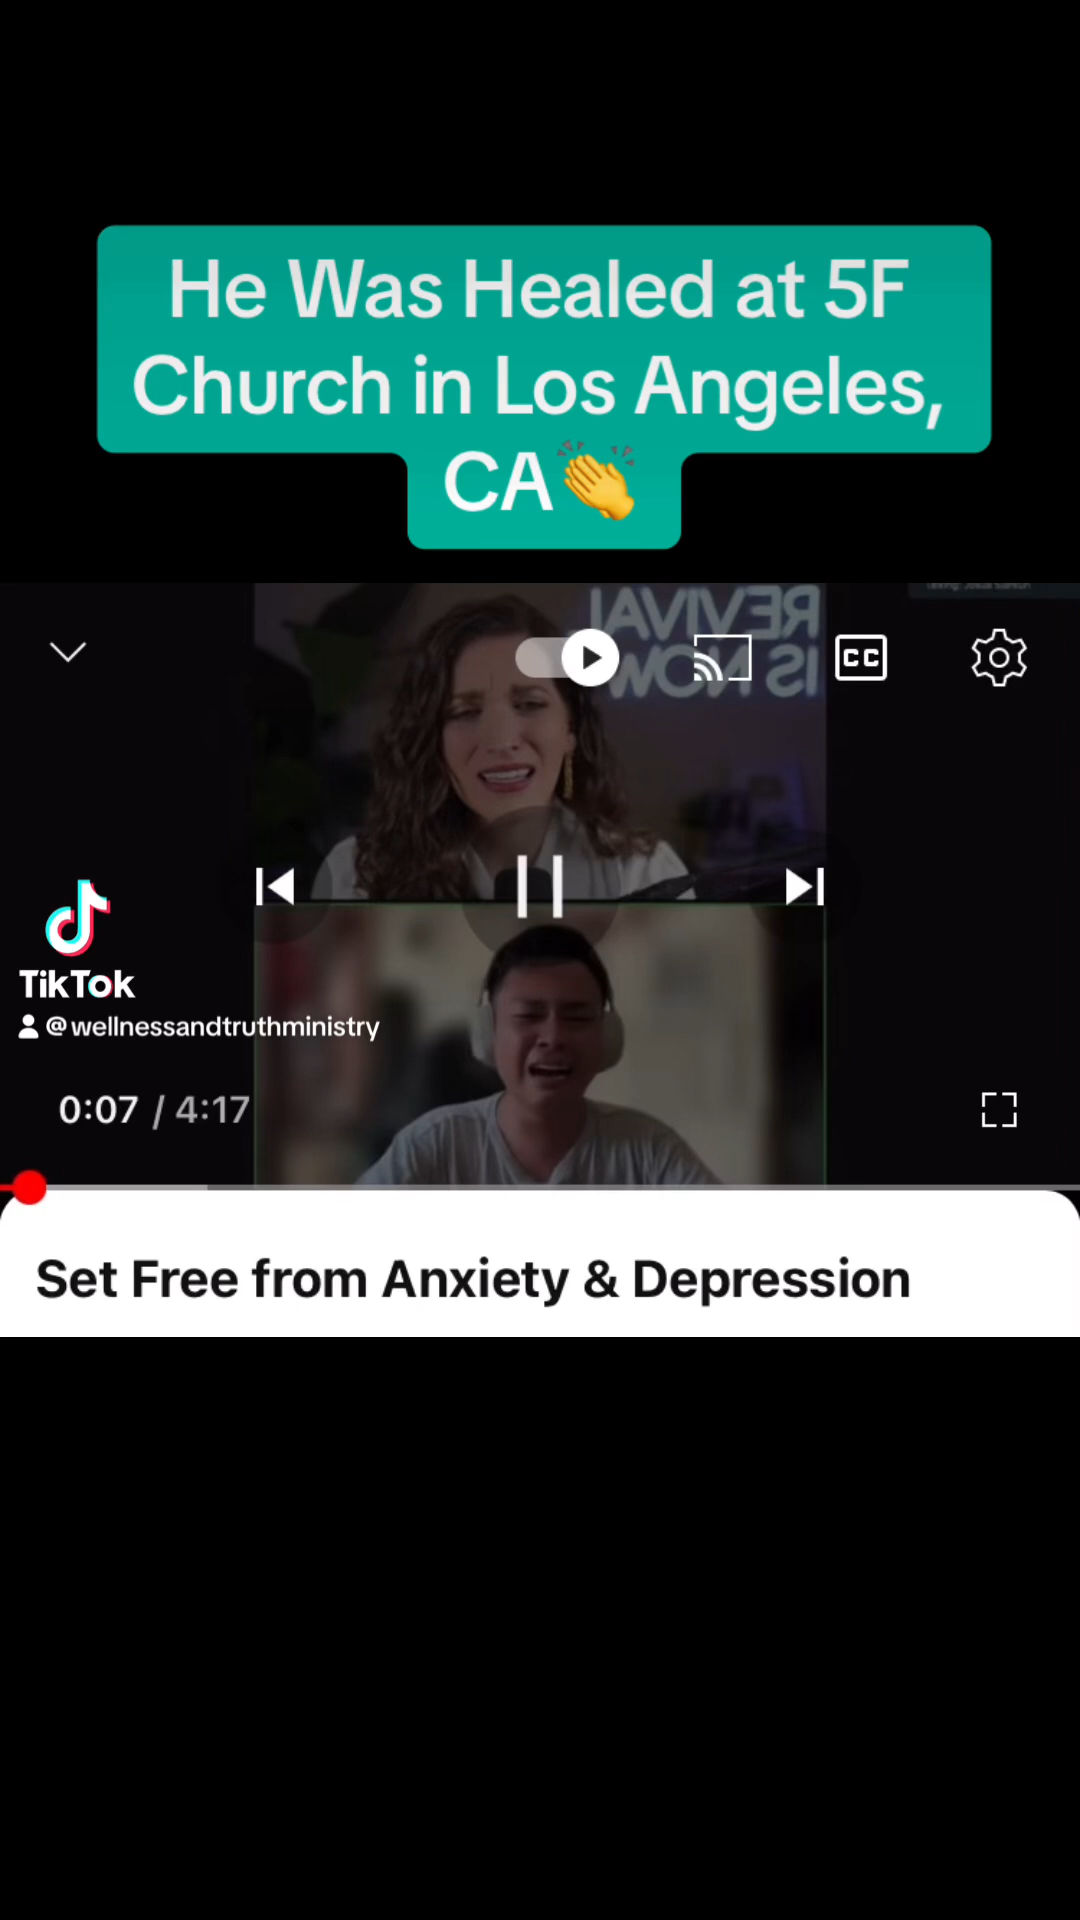 He Was Healed at 5F
Church in Los Angeles,
CA👏
REVIVAL
IS NOW
CC
TikTok
@wellnessandtruthministry
0:07 / 4:17
Set Free from Anxiety & Depression